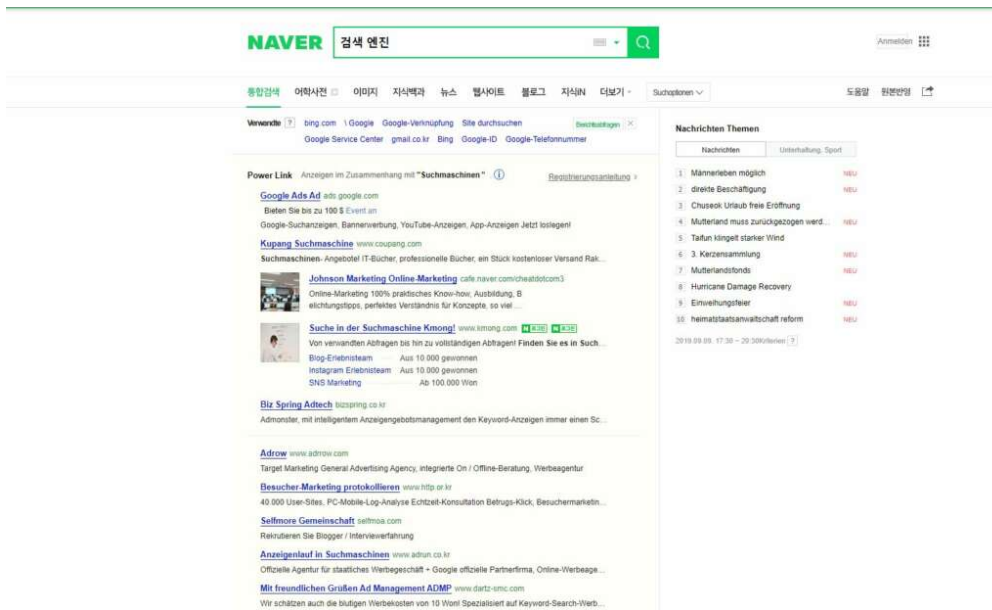 NAVER 검색 엔진
Anmelden
통합검색 어학사전 이미지 지식백과 뉴스 웹사이트 블로그 지식iN 더보기 Suchoptionen 도움말 원본반영
Verwandte ? bing.com \ Google Google-Verknüpfung Site durchsuchen
Google Service Center gmail.co.kr Bing Google-ID Google-Telefonnummer
Power Link Anzeigen im Zusammenhang mit "Suchmaschinen" Registrierungsanleitung
Google Ads Ad ads.google.com
Bieten Sie bis zu 100 $ Event an
Google-Suchanzeigen, Bannerwerbung, YouTube-Anzeigen, App-Anzeigen Jetzt loslegen!
Kupang Suchmaschine www.coupang.com
Suchmaschinen- Angebote! IT-Bücher, professionelle Bücher, ein Stück kostenloser Versand Rak...
Johnson Marketing Online-Marketing cafe.naver.com/cheatdotcom3
Online-Marketing 100% praktisches Know-how, Ausbildung, B
elichtungstipps, perfektes Verständnis für Konzepte, so viel ...
Suche in der Suchmaschine Kmong! www.kmong.com
Von verwandten Abfragen bis hin zu vollständigen Abfragen! Finden Sie es in Such...
Blog-Erlebnisteam Aus 10.000 gewonnen
Instagram Erlebnisteam Aus 10.000 gewonnen
SNS Marketing Ab 100.000 Won
Biz Spring Adtech bizspring.co.kr
Admonster, mit intelligentem Anzeigengebotsmanagement den Keyword-Anzeigen immer einen Sc...
Adrow www.adrrow.com
Target Marketing General Advertising Agency, integrierte On / Offline-Beratung, Werbeagentur
Besucher-Marketing protokollieren www.http.or.kr
40.000 User-Sites, PC-Mobile-Log-Analyse Echtzeit-Konsultation Betrugs-Klick, Besuchermarketin...
Selfmore Gemeinschaft selfmoa.com
Rekrutieren Sie Blogger / Interviewerfahrung
Anzeigenlauf in Suchmaschinen www.adrun.co.kr
Offizielle Agentur für staatliches Werbegeschäft + Google offizielle Partnerfirma, Online-Werbeage...
Mit freundlichen Grüßen Ad Management ADMP www.dartz-smc.com
Wir schätzen auch die blutigen Werbekosten von 10 Won! Spezialisiert auf Keyword-Search-Werb...
Nachrichten Themen
Nachrichten Unterhaltung, Sport
1 Männerleben möglich NEU
2 direkte Beschäftigung NEU
3 Chuseok Urlaub freie Eröffnung
4 Mutterland muss zurückgezogen werd... NEU
5 Taifun klingelt starker Wind
6 3. Kerzensammlung NEU
7 Mutterlandsfonds NEU
8 Hurricane Damage Recovery
9 Einweihungsfeier NEU
10 heimatstaatsanwaltschaft reform NEU
2019.09.09. 17:30 ~ 20:30Kriterien ?